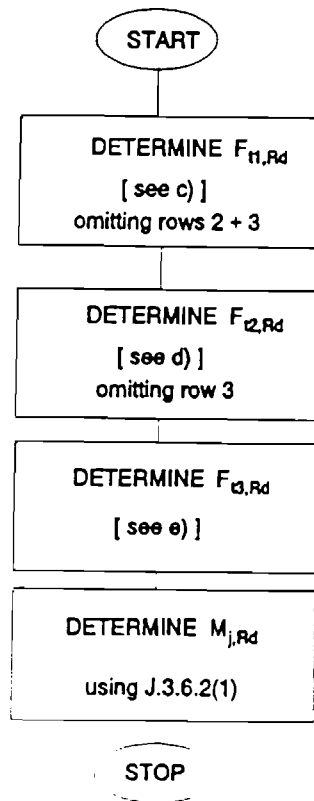 START
DETERMINE F_t1,Rd
[ see c) ]
omitting rows 2 + 3
DETERMINE F_t2,Rd
[ see d) ]
omitting row 3
DETERMINE F_t3,Rd
[ see e) ]
DETERMINE M_j,Rd
using J.3.6.2(1)
STOP